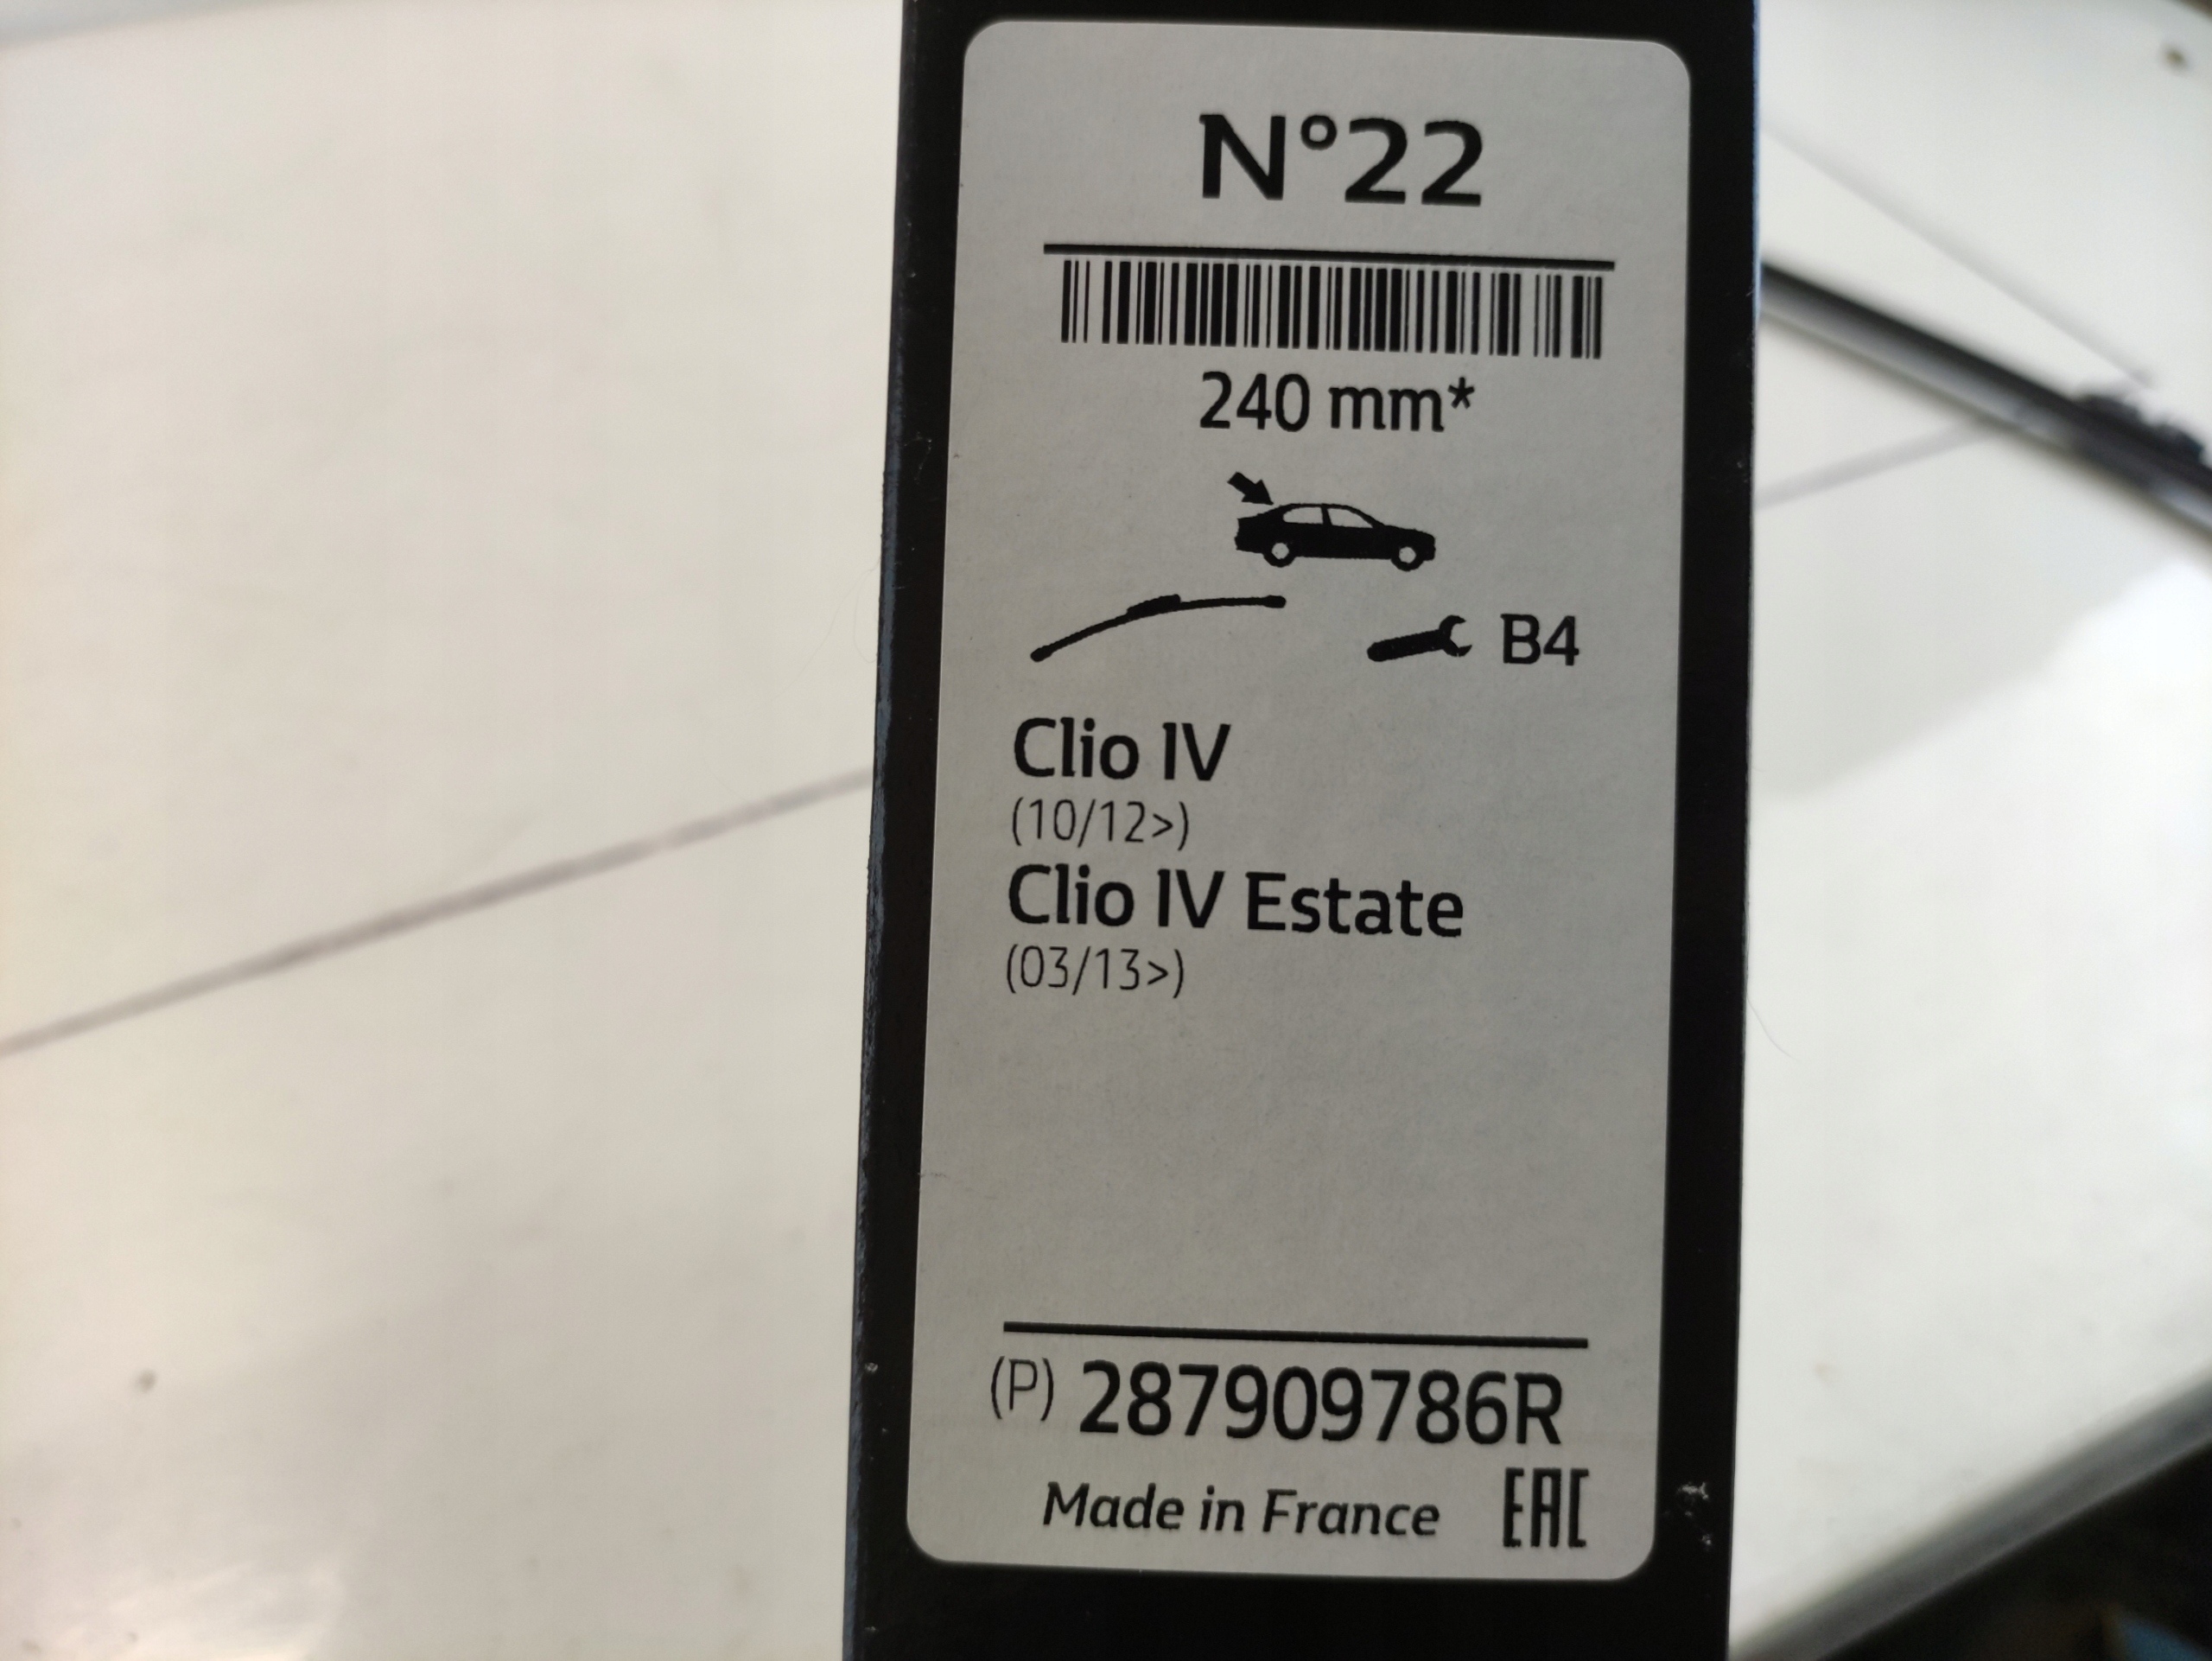 N°22
240 mm*
B4
Clio IV
(10/12>)
Clio IV Estate
(03/13>)
(P) 287909786R
Made in France EAC